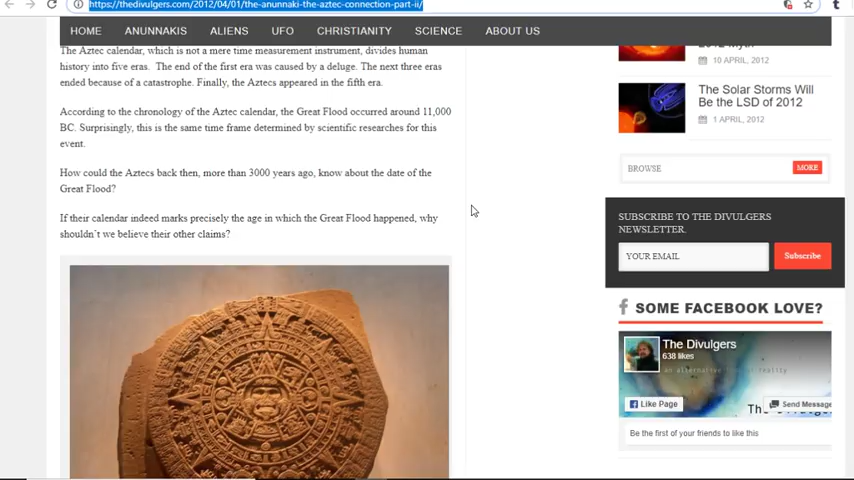 https://thedivulgers.com/2012/04/01/the-anunnaki-the-aztec-connection-part-ii/
HOME ANUNNAKIS ALIENS UFO CHRISTIANITY SCIENCE ABOUT US
The Aztec calendar, which is not a mere time measurement instrument, divides human
history into five eras. The end of the first era was caused by a deluge. The next three eras
ended because of a catastrophe. Finally, the Aztecs appeared in the fifth era.
According to the chronology of the Aztec calendar, the Great Flood occurred around 11,000
BC. Surprisingly, this is the same time frame determined by scientific researches for this
event.
How could the Aztecs back then, more than 3000 years ago, know about the date of the
Great Flood?
If their calendar indeed marks precisely the age in which the Great Flood happened, why
shouldn't we believe their other claims?
2012 Myth
10 APRIL, 2012
The Solar Storms Will
Be the LSD of 2012
1 APRIL, 2012
BROWSE
MORE
SUBSCRIBE TO THE DIVULGERS
NEWSLETTER.
YOUR EMAIL
Subscribe
SOME FACEBOOK LOVE?
The Divulgers
638 likes
Like Page
Send Message
Be the first of your friends to like this